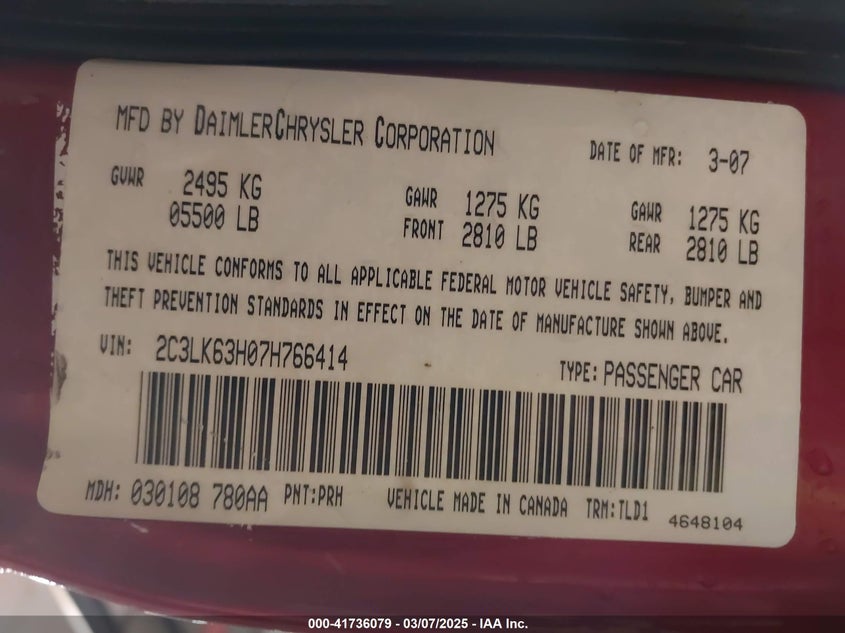 MFD BY DAIMLERCHRYSLER CORPORATION
DATE OF MFR: 3-07
GVWR 2495 KG
05500 LB
GAWR FRONT 1275 KG
2810 LB
GAWR REAR 1275 KG
2810 LB
THIS VEHICLE CONFORMS TO ALL APPLICABLE FEDERAL MOTOR VEHICLE SAFETY, BUMPER AND
THEFT PREVENTION STANDARDS IN EFFECT ON THE DATE OF MANUFACTURE SHOWN ABOVE.
VIN: 2C3LK63H07H766414
TYPE: PASSENGER CAR
MDH: 030108 780AA PNT:PRH VEHICLE MADE IN CANADA TRM:TLD1 4648104
000-41736079 - 03/07/2025 - IAA Inc.